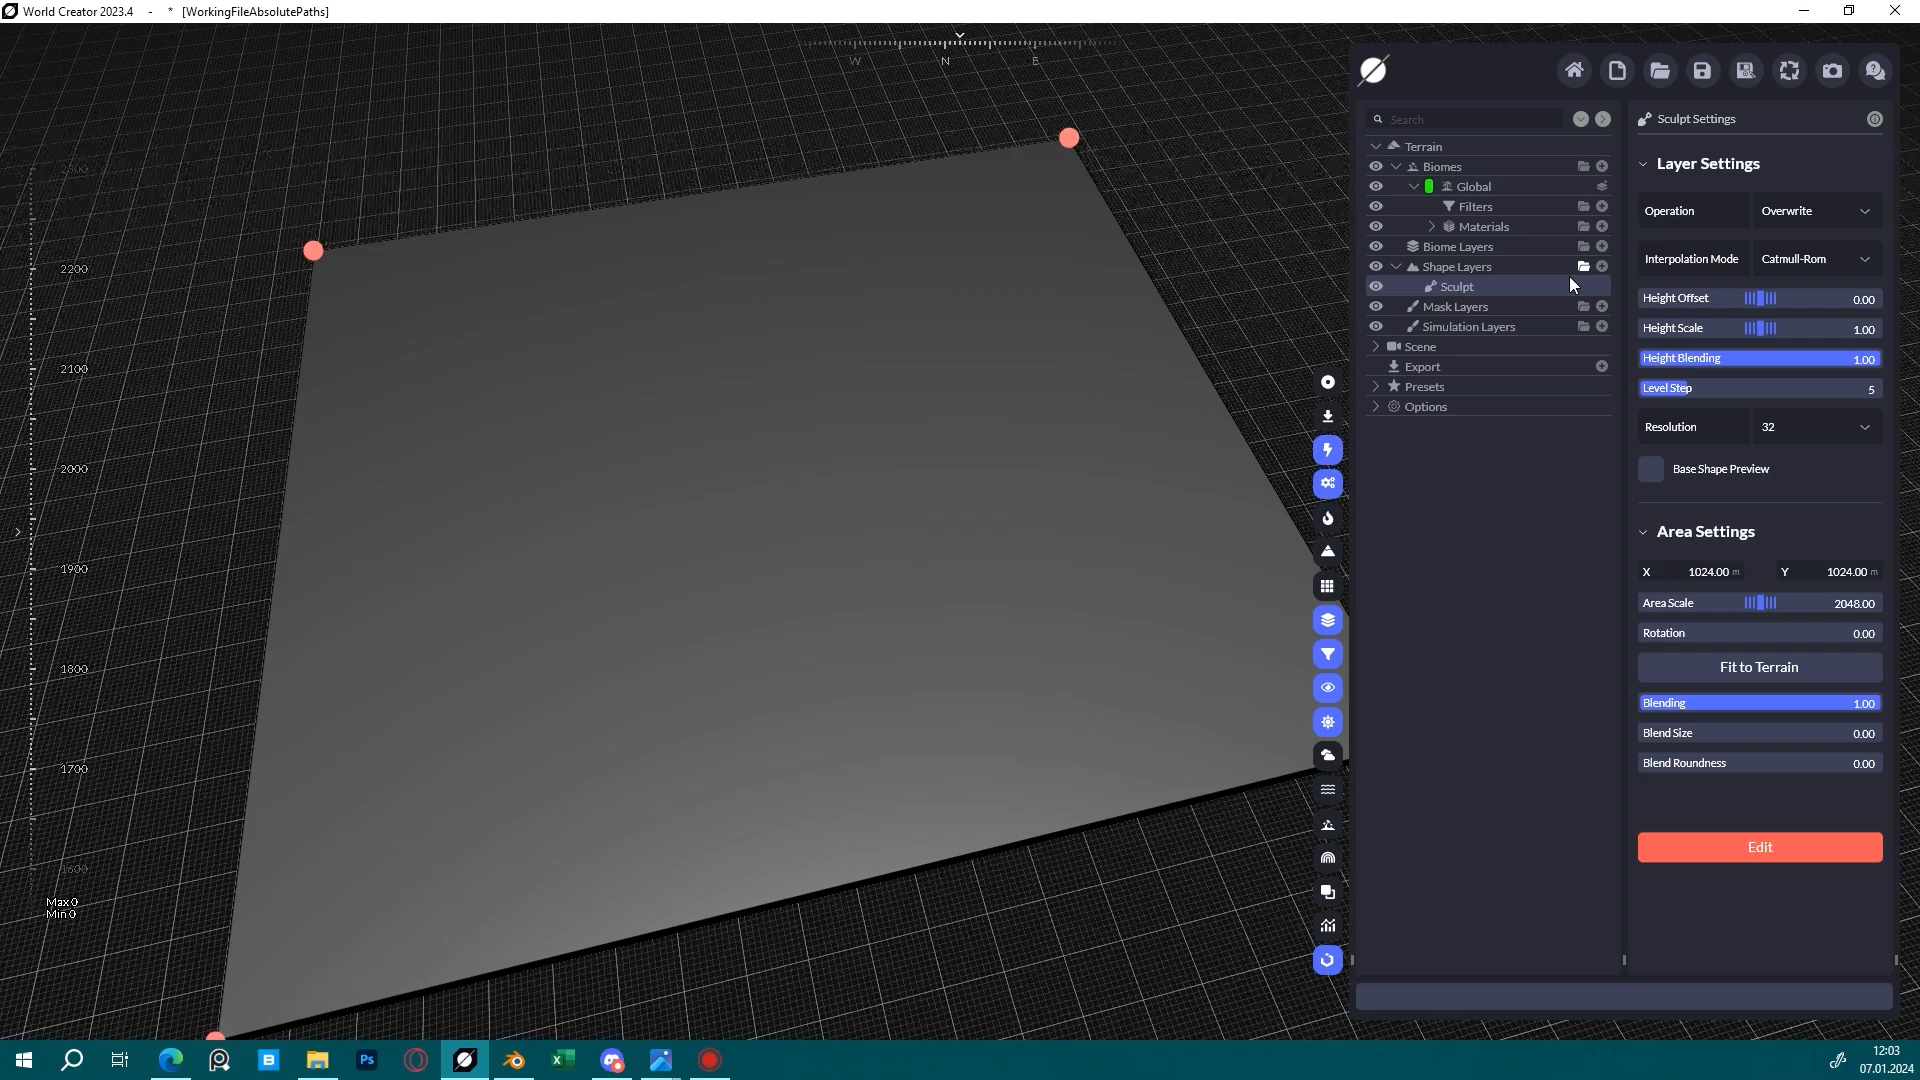 World Creator 2023.4 - * [WorkingFileAbsolutePaths]
W N E
2300
2200
2100
2000
1900
1800
1700
1600
Max 0
Min 0
Search
Terrain
Biomes
Global
Filters
Materials
Biome Layers
Shape Layers
Sculpt
Mask Layers
Simulation Layers
Scene
Export
Presets
Options
Sculpt Settings
Layer Settings
Operation Overwrite
Interpolation Mode Catmull-Rom
Height Offset 0.00
Height Scale 1.00
Height Blending 1.00
Level Step 5
Resolution 32
Base Shape Preview
Area Settings
X 1024.00 m Y 1024.00 m
Area Scale 2048.00
Rotation 0.00
Fit to Terrain
Blending 1.00
Blend Size 0.00
Blend Roundness 0.00
Edit
Ps
12:03
07.01.2024